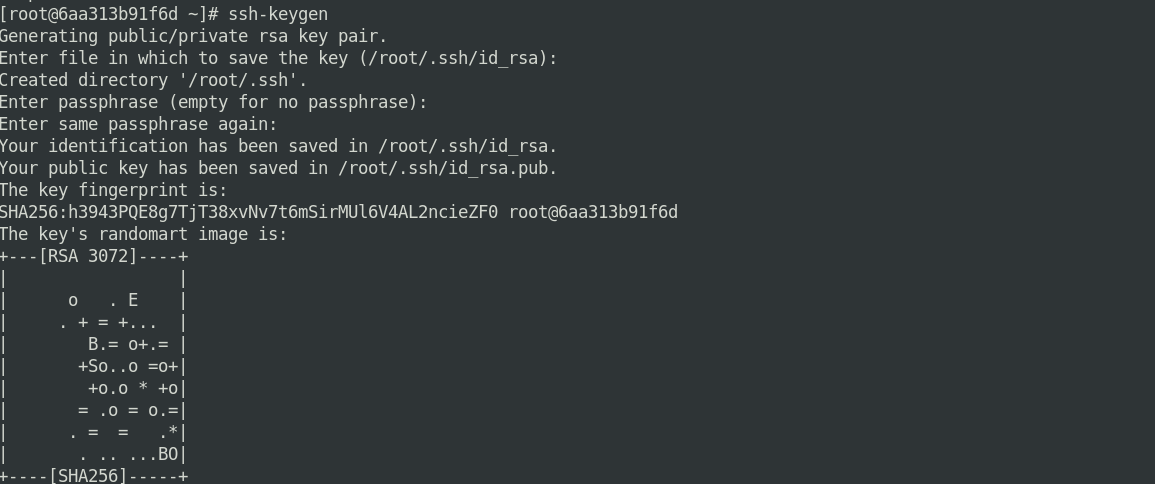 [root@6aa313b91f6d ~]# ssh-keygen
Generating public/private rsa key pair.
Enter file in which to save the key (/root/.ssh/id_rsa):
Created directory '/root/.ssh'.
Enter passphrase (empty for no passphrase):
Enter same passphrase again:
Your identification has been saved in /root/.ssh/id_rsa.
Your public key has been saved in /root/.ssh/id_rsa.pub.
The key fingerprint is:
SHA256:h3943PQE8g7TjT38xvNv7t6mSirMUl6V4AL2ncieZF0 root@6aa313b91f6d
The key's randomart image is:
+---[RSA 3072]----+
|                 |
|      o   . E    |
|     . + = +...  |
|        B.= o+.= |
|       +So..o =o+|
|        +o.o * +o|
|       = .o = o.=|
|      . =  =   .*|
|       . .. ...BO|
+----[SHA256]-----+